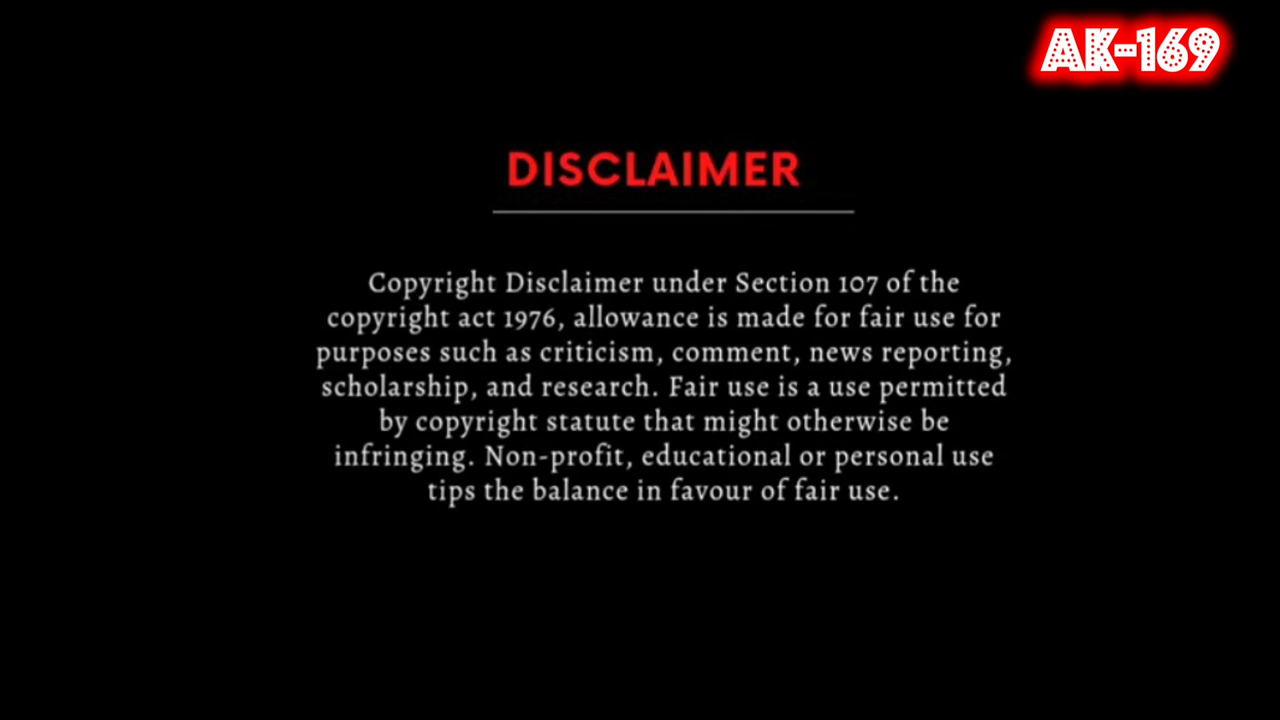 AK-169
DISCLAIMER
Copyright Disclaimer under Section 107 of the
copyright act 1976, allowance is made for fair use for
purposes such as criticism, comment, news reporting,
scholarship, and research. Fair use is a use permitted
by copyright statute that might otherwise be
infringing. Non-profit, educational or personal use
tips the balance in favour of fair use.